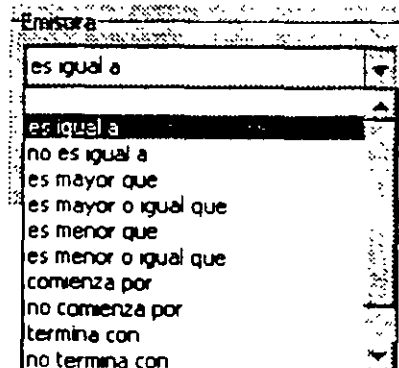 Emisora
es igual a
es igual a
no es igual a
es mayor que
es mayor o igual que
es menor que
es menor o igual que
comienza por
no comienza por
termina con
no termina con